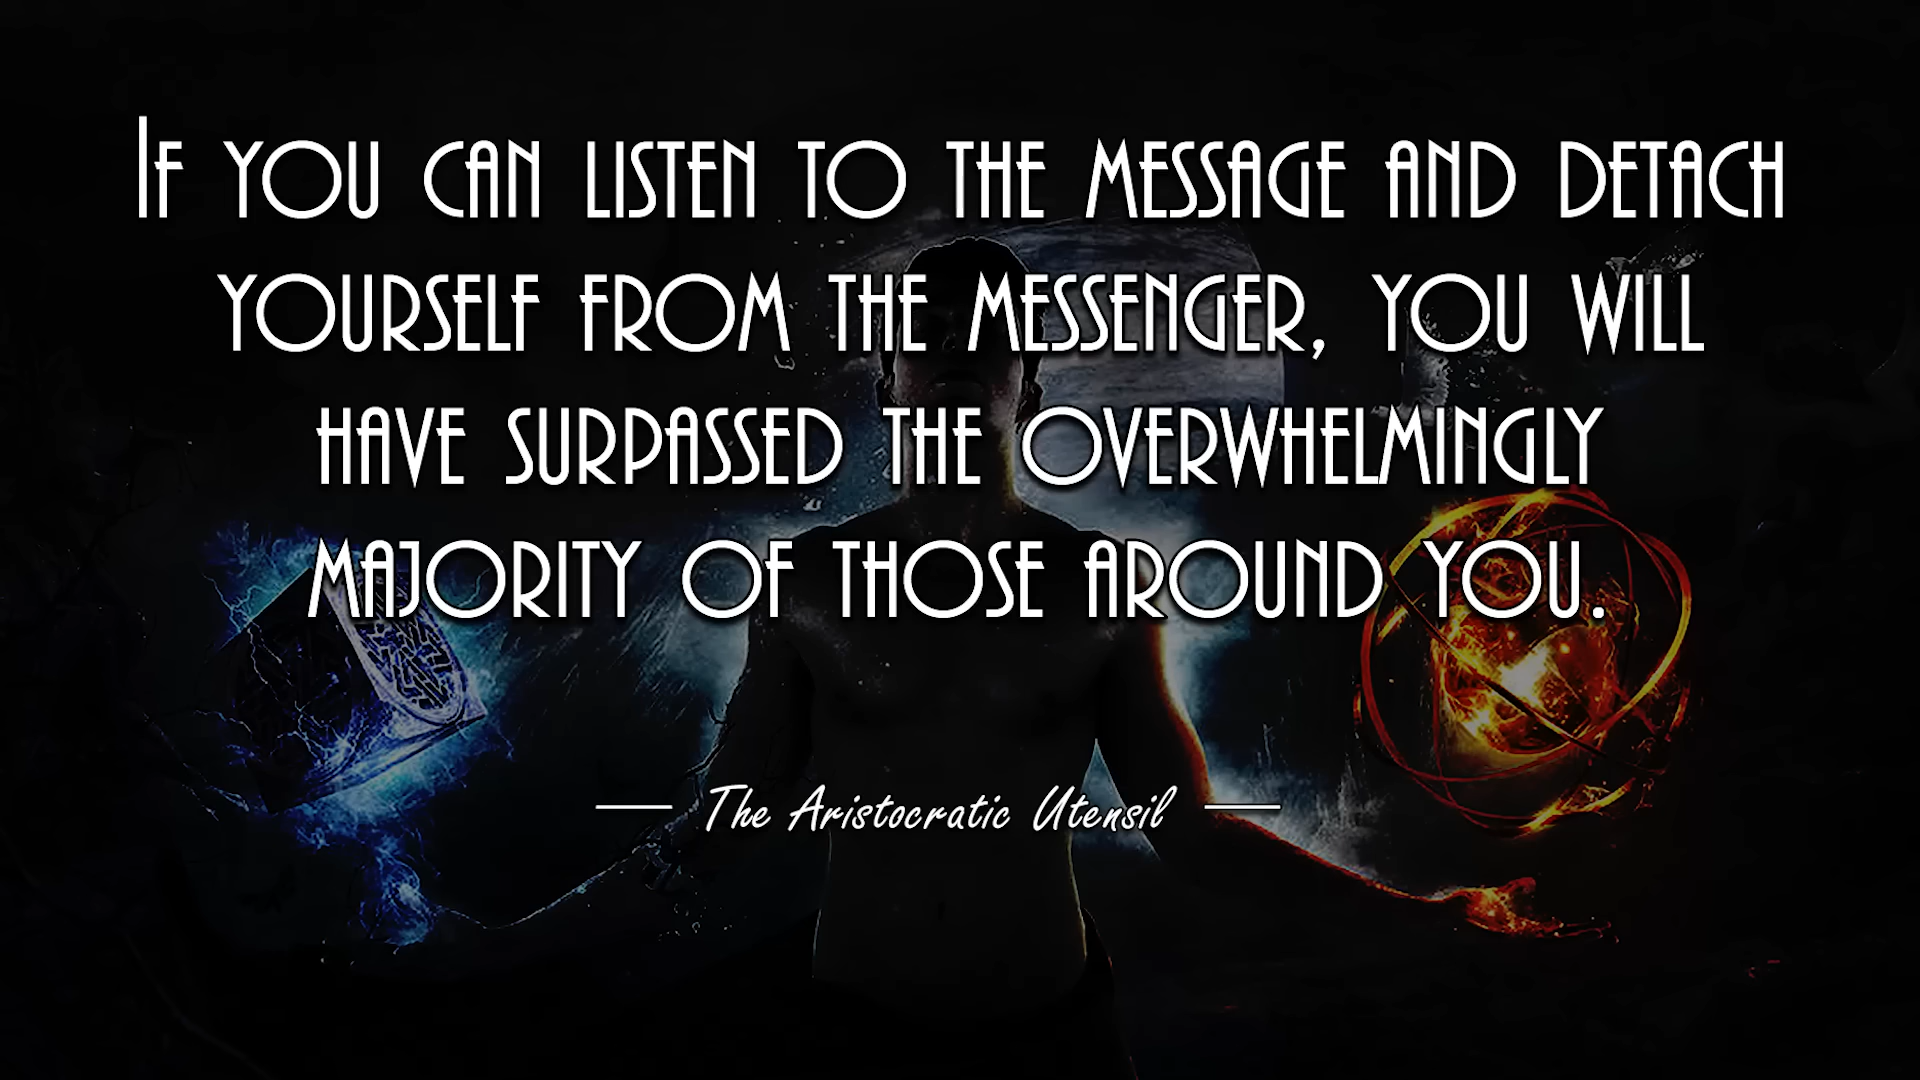 If you can listen to the message and detach
yourself from the messenger, you will
have surpassed the overwhelmingly
majority of those around you.
— The Aristocratic Utensil —